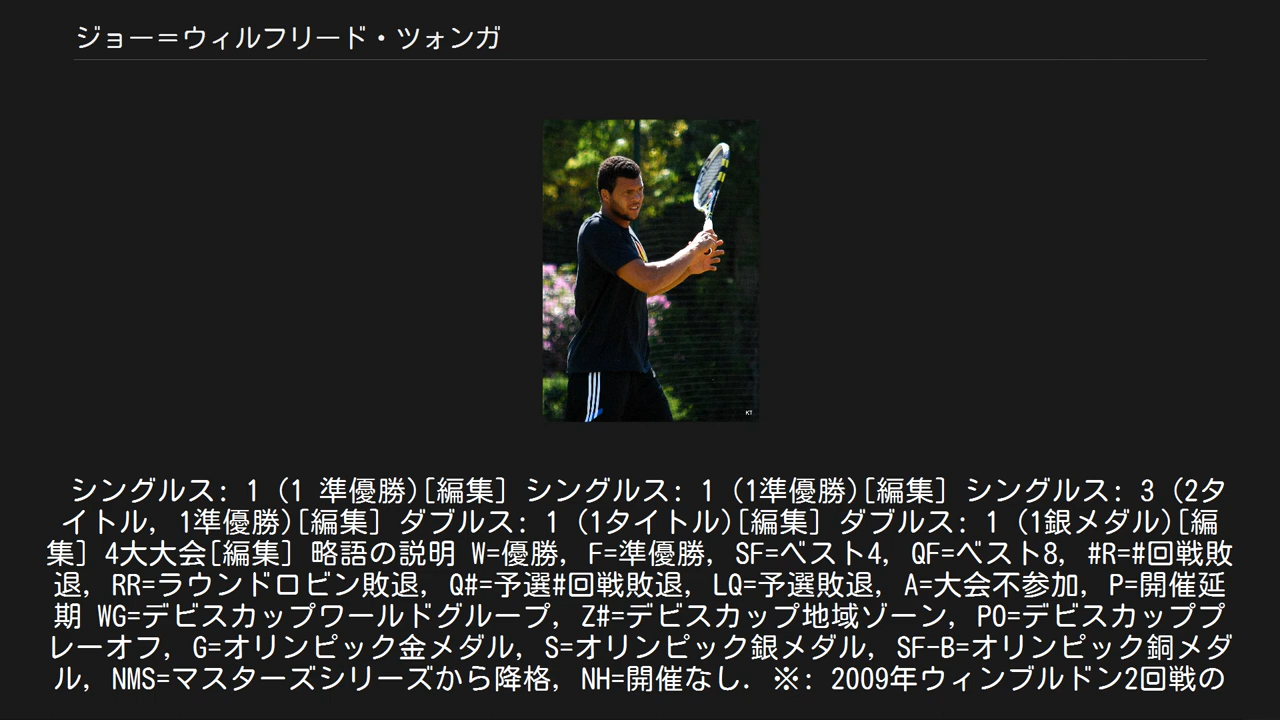 ジョー＝ウィルフリード・ツォンガ
KT
シングルス: 1 (1 準優勝)[編集] シングルス: 1 (1準優勝)[編集] シングルス: 3 (2タ
イトル, 1準優勝)[編集] ダブルス: 1 (1タイトル)[編集] ダブルス: 1 (1銀メダル)[編
集] 4大大会[編集] 略語の説明 W=優勝, F=準優勝, SF=ベスト4, QF=ベスト8, #R=#回戦敗
退, RR=ラウンドロビン敗退, Q#=予選#回戦敗退, LQ=予選敗退, A=大会不参加, P=開催延
期 WG=デビスカップワールドグループ, Z#=デビスカップ地域ゾーン, PO=デビスカッププ
レーオフ, G=オリンピック金メダル, S=オリンピック銀メダル, SF-B=オリンピック銅メダ
ル, NMS=マスターズシリーズから降格, NH=開催なし. ※: 2009年ウィンブルドン2回戦の